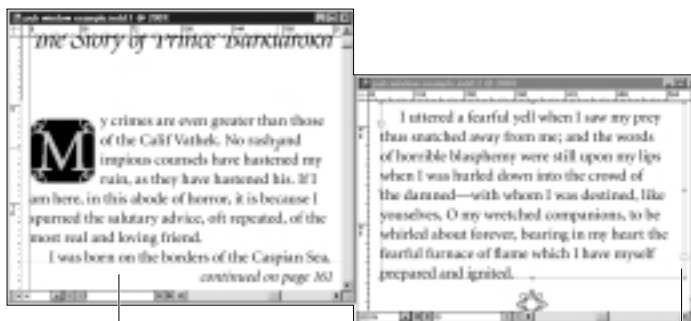 The Story of Prince Barkiarokh
My crimes are even greater than those
of the Calif Vathek. No rash and
impious counsels have hastened my
ruin, as they have hastened his. If I
am here, in this abode of horror, it is because I
spurned the salutary advice, oft repeated, of the
most real and loving friend.
I was born on the borders of the Caspian Sea,
continued on page 161
I uttered a fearful yell when I saw my prey
thus snatched away from me; and the words
of horrible blasphemy were still upon my lips
when I was hurled down into the crowd of
the damned—with whom I was destined, like
youselves, O my wretched companions, to be
whirled about forever, bearing in my heart the
fearful furnace of flame which I have myself
prepared and ignited.